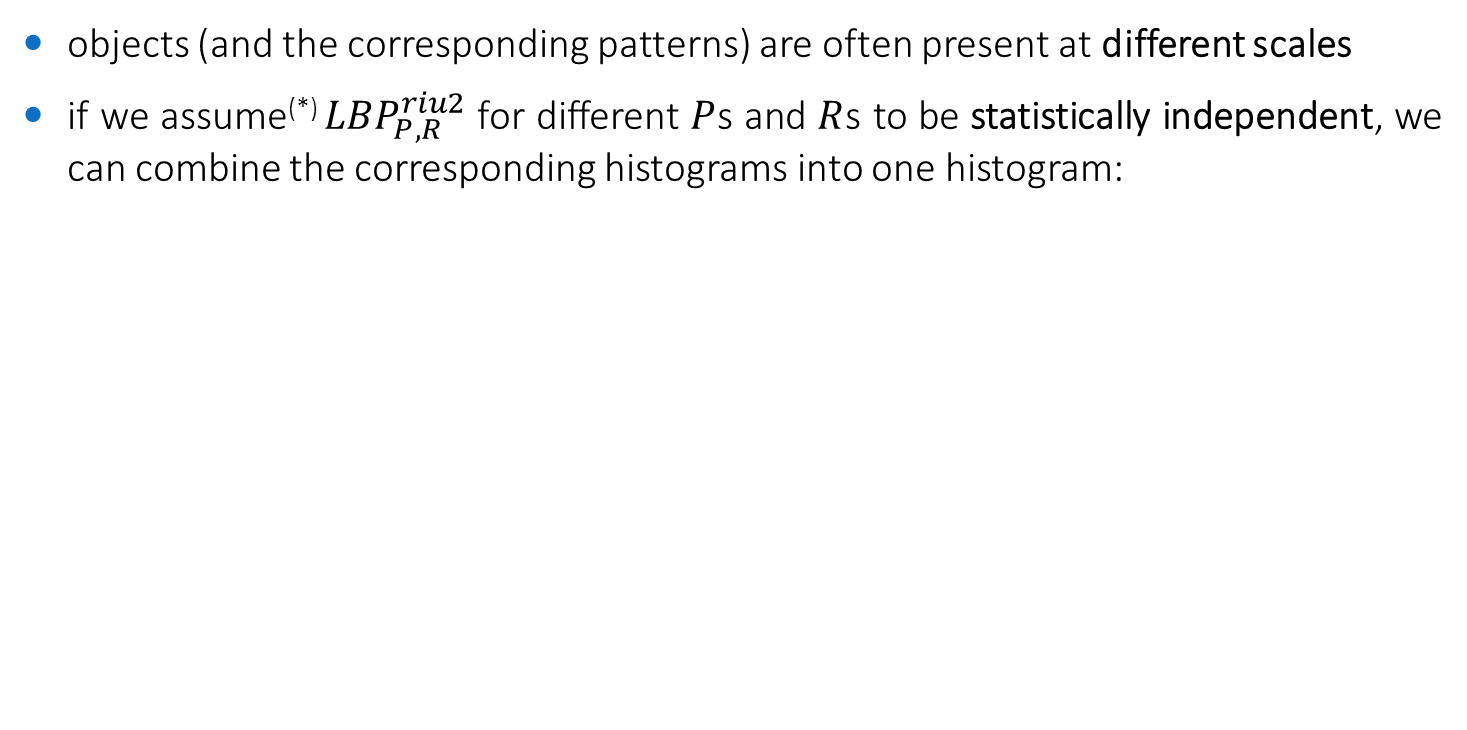 • objects (and the corresponding patterns) are often present at different scales
• if we assume(*) LBP_{P,R}^{riu2} for different Ps and Rs to be statistically independent, we
can combine the corresponding histograms into one histogram: